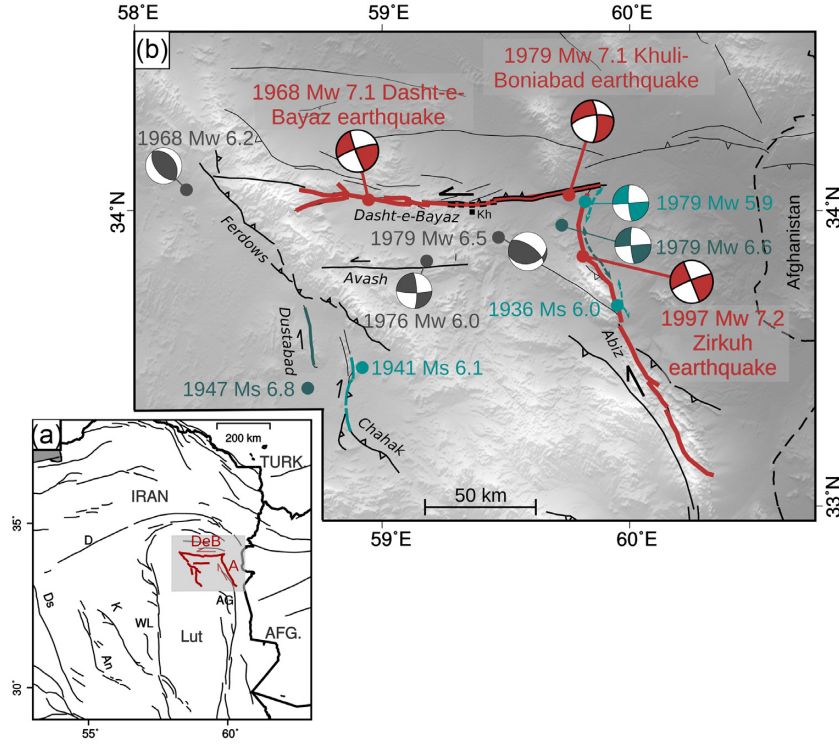 58°E
59°E
60°E
(b)
1979 Mw 7.1 Khuli-
Boniabad earthquake
1968 Mw 7.1 Dasht-e-
Bayaz earthquake
1968 Mw 6.2
34°N
34°N
Dasht-e-Bayaz
Kh
1979 Mw 5.9
1979 Mw 6.5
1979 Mw 6.6
Ferdows
Afghanistan
Avash
1976 Mw 6.0
1936 Ms 6.0
1997 Mw 7.2
Zirkuh
earthquake
Dustabad
Abiz
1941 Ms 6.1
1947 Ms 6.8
Chahak
50 km
33°N
59°E
60°E
(a)
200 km
TURK
IRAN
35°
D
DeB
A
Ds
K
AG
WL
Lut
AFG.
An
30°
55°
60°